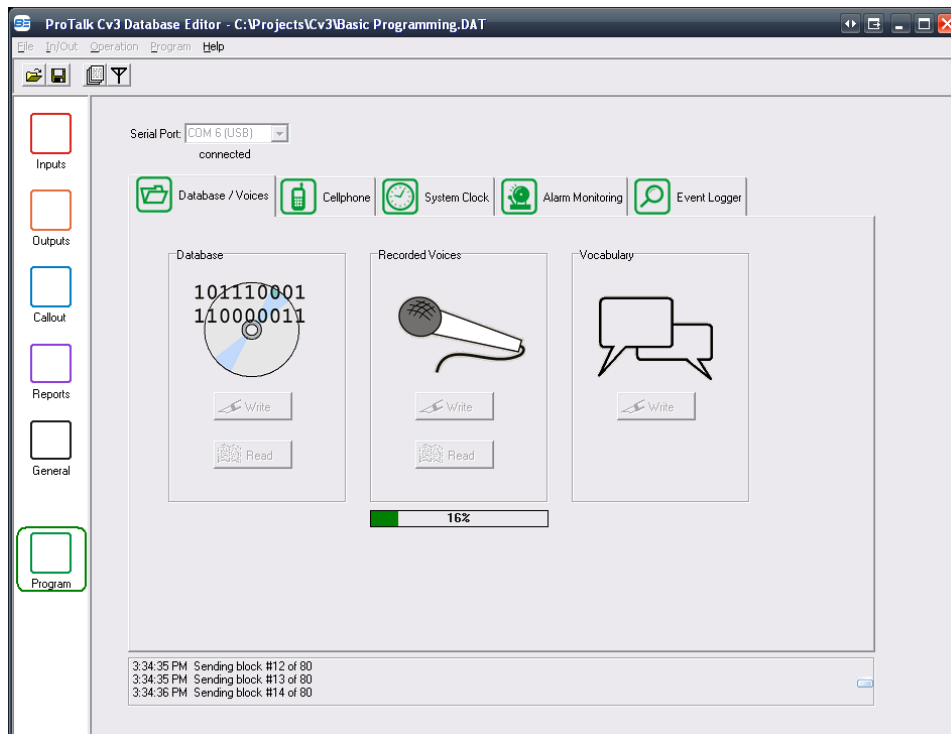 ProTalk Cv3 Database Editor - C:\Projects\Cv3\Basic Programming.DAT
File In/Out Operation Program Help
Inputs
Outputs
Callout
Reports
General
Program
Serial Port: COM 6 (USB)
connected
Database / Voices Cellphone System Clock Alarm Monitoring Event Logger
Database
101110001
110000011
Write
Read
Recorded Voices
Write
Read
16%
Vocabulary
Write
3:34:35 PM Sending block #12 of 80
3:34:35 PM Sending block #13 of 80
3:34:36 PM Sending block #14 of 80